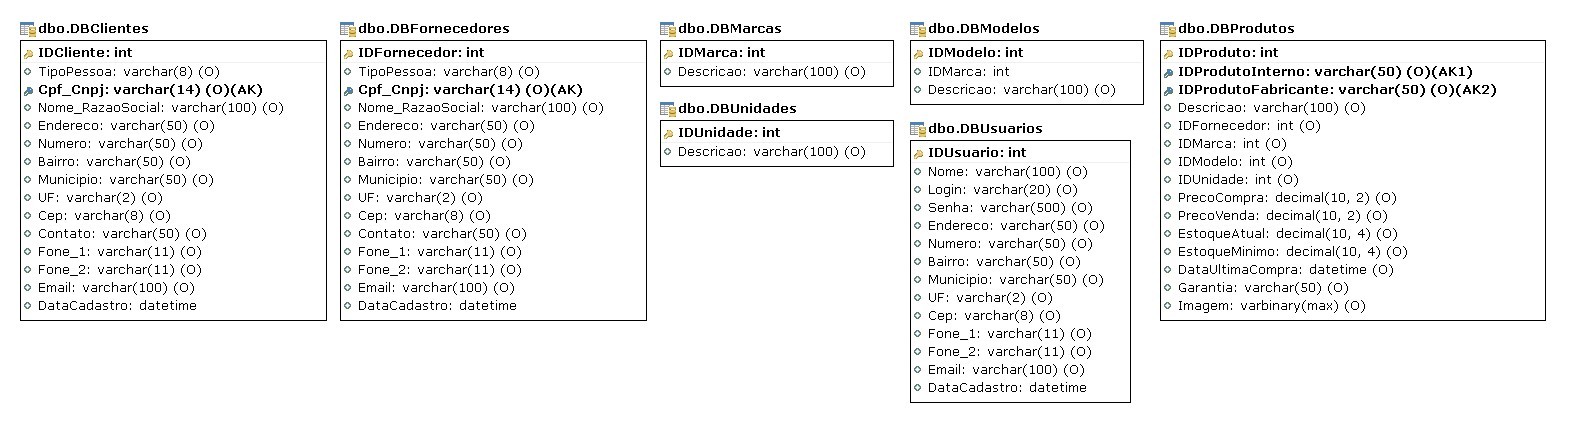 dbo.DBClientes
IDCliente: int
TipoPessoa: varchar(8) (O)
Cpf_Cnpj: varchar(14) (O)(AK)
Nome_RazaoSocial: varchar(100) (O)
Endereco: varchar(50) (O)
Numero: varchar(50) (O)
Bairro: varchar(50) (O)
Municipio: varchar(50) (O)
UF: varchar(2) (O)
Cep: varchar(8) (O)
Contato: varchar(50) (O)
Fone_1: varchar(11) (O)
Fone_2: varchar(11) (O)
Email: varchar(100) (O)
DataCadastro: datetime
dbo.DBFornecedores
IDFornecedor: int
TipoPessoa: varchar(8) (O)
Cpf_Cnpj: varchar(14) (O)(AK)
Nome_RazaoSocial: varchar(100) (O)
Endereco: varchar(50) (O)
Numero: varchar(50) (O)
Bairro: varchar(50) (O)
Municipio: varchar(50) (O)
UF: varchar(2) (O)
Cep: varchar(8) (O)
Contato: varchar(50) (O)
Fone_1: varchar(11) (O)
Fone_2: varchar(11) (O)
Email: varchar(100) (O)
DataCadastro: datetime
dbo.DBMarcas
IDMarca: int
Descricao: varchar(100) (O)
dbo.DBUnidades
IDUnidade: int
Descricao: varchar(100) (O)
dbo.DBModelos
IDModelo: int
IDMarca: int
Descricao: varchar(100) (O)
dbo.DBUsuarios
IDUsuario: int
Nome: varchar(100) (O)
Login: varchar(20) (O)
Senha: varchar(500) (O)
Endereco: varchar(50) (O)
Numero: varchar(50) (O)
Bairro: varchar(50) (O)
Municipio: varchar(50) (O)
UF: varchar(2) (O)
Cep: varchar(8) (O)
Fone_1: varchar(11) (O)
Fone_2: varchar(11) (O)
Email: varchar(100) (O)
DataCadastro: datetime
dbo.DBProdutos
IDProduto: int
IDProdutoInterno: varchar(50) (O)(AK1)
IDProdutoFabricante: varchar(50) (O)(AK2)
Descricao: varchar(100) (O)
IDFornecedor: int (O)
IDMarca: int (O)
IDModelo: int (O)
IDUnidade: int (O)
PrecoCompra: decimal(10, 2) (O)
PrecoVenda: decimal(10, 2) (O)
EstoqueAtual: decimal(10, 4) (O)
EstoqueMinimo: decimal(10, 4) (O)
DataUltimaCompra: datetime (O)
Garantia: varchar(50) (O)
Imagem: varbinary(max) (O)